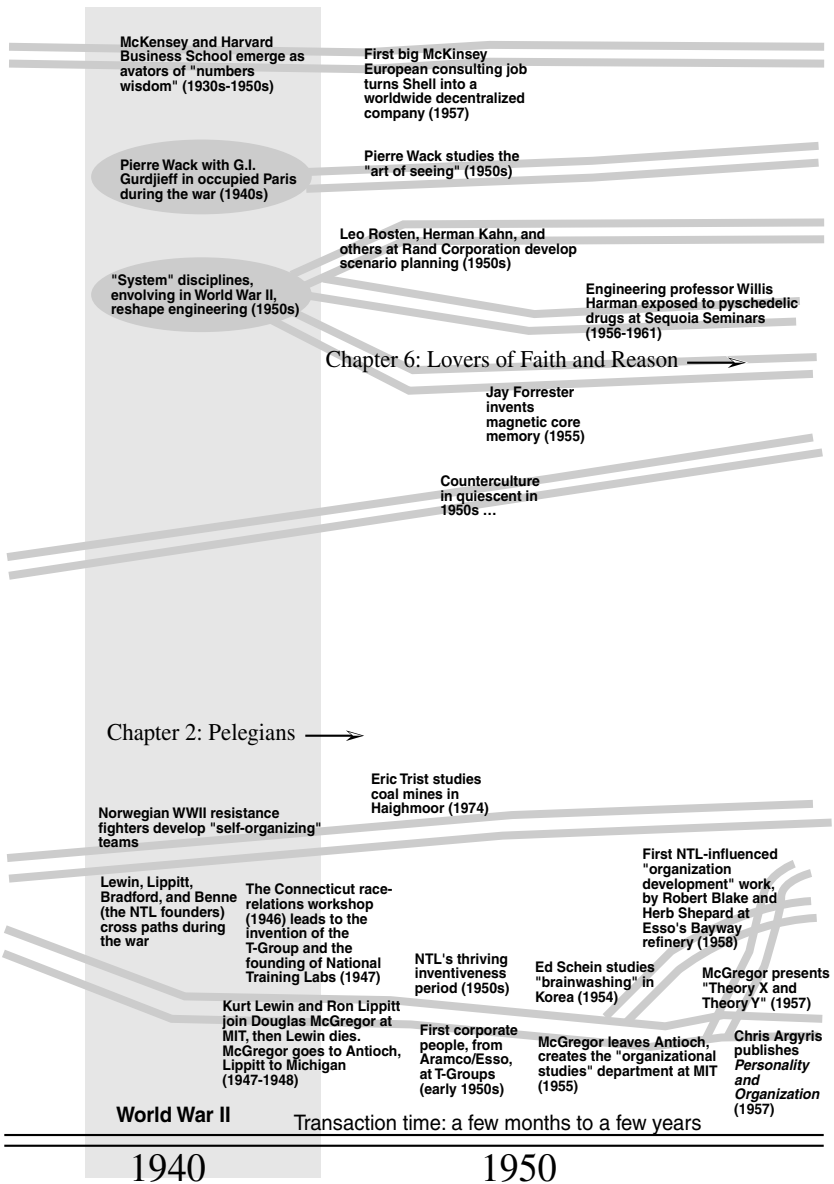 McKensey and Harvard
Business School emerge as
avators of "numbers
wisdom" (1930s-1950s)
First big McKinsey
European consulting job
turns Shell into a
worldwide decentralized
company (1957)
Pierre Wack with G.I.
Gurdjieff in occupied Paris
during the war (1940s)
Pierre Wack studies the
"art of seeing" (1950s)
Leo Rosten, Herman Kahn, and
others at Rand Corporation develop
scenario planning (1950s)
"System" disciplines,
envolving in World War II,
reshape engineering (1950s)
Engineering professor Willis
Harman exposed to pyschedelic
drugs at Sequoia Seminars
(1956-1961)
Chapter 6: Lovers of Faith and Reason
Jay Forrester
invents
magnetic core
memory (1955)
Counterculture
in quiescent in
1950s ...
Chapter 2: Pelegians
Eric Trist studies
coal mines in
Haighmoor (1974)
Norwegian WWII resistance
fighters develop "self-organizing"
teams
Lewin, Lippitt,
Bradford, and Benne
(the NTL founders)
cross paths during
the war
The Connecticut race-
relations workshop
(1946) leads to the
invention of the
T-Group and the
founding of National
Training Labs (1947)
First NTL-influenced
"organization
development" work,
by Robert Blake and
Herb Shepard at
Esso's Bayway
refinery (1958)
NTL's thriving
inventiveness
period (1950s)
Ed Schein studies
"brainwashing" in
Korea (1954)
McGregor presents
"Theory X and
Theory Y" (1957)
Kurt Lewin and Ron Lippitt
join Douglas McGregor at
MIT, then Lewin dies.
McGregor goes to Antioch,
Lippitt to Michigan
(1947-1948)
First corporate
people, from
Aramco/Esso,
at T-Groups
(early 1950s)
McGregor leaves Antioch,
creates the "organizational
studies" department at MIT
(1955)
Chris Argyris
publishes
Personality
and
Organization
(1957)
World War II
Transaction time: a few months to a few years
1940
1950